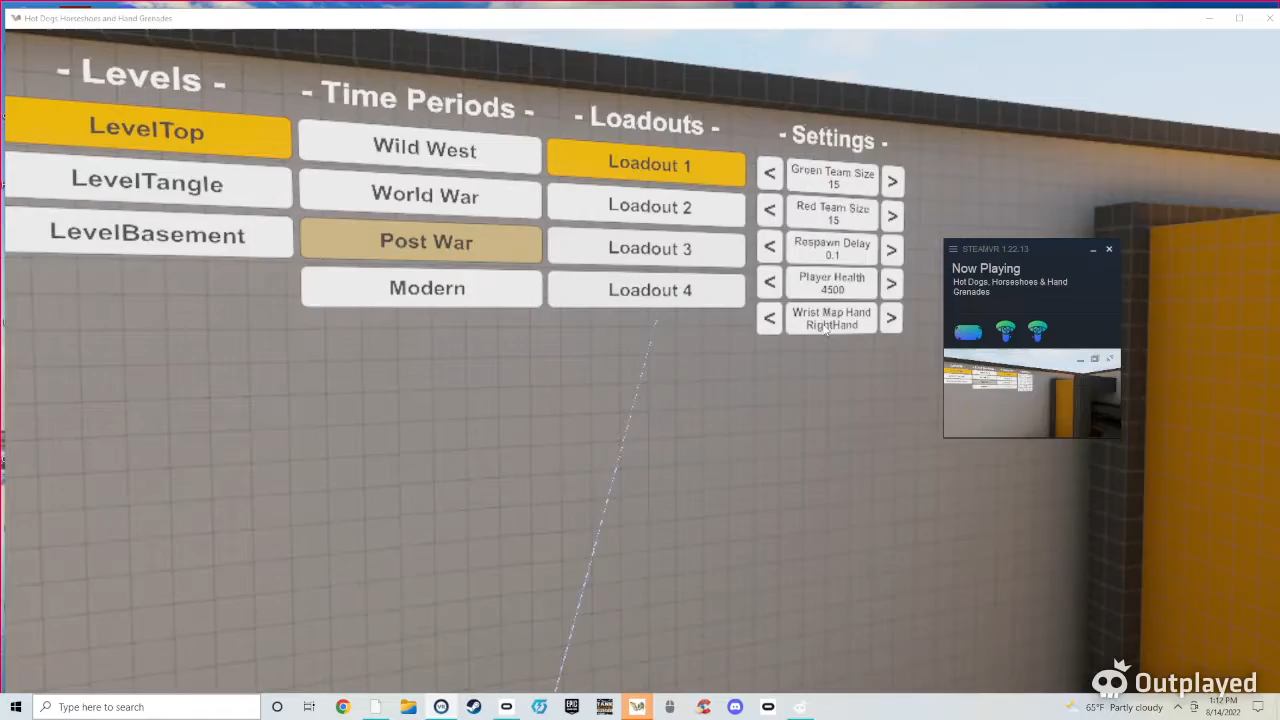 Hot Dogs Horseshoes and Hand Grenades
- Levels -
LevelTop
LevelTangle
LevelBasement
- Time Periods -
Wild West
World War
Post War
Modern
- Loadouts -
Loadout 1
Loadout 2
Loadout 3
Loadout 4
- Settings -
< Green Team Size >
15
< Red Team Size >
15
< Respawn Delay >
0.1
< Player Health >
4500
< Wrist Map Hand >
RightHand
STEAMVR 1.22.13
Now Playing
Hot Dogs, Horseshoes & Hand
Grenades
Outplayed
Type here to search
65°F Partly cloudy
1:12 PM
8/14/2022